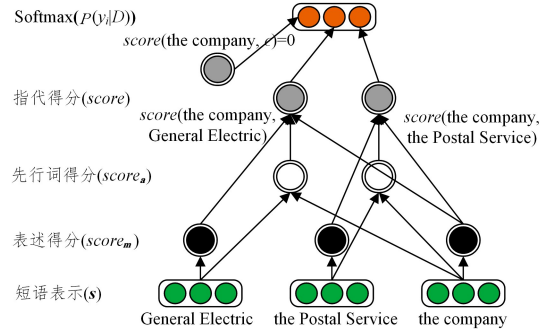 Softmax(P(yᵢ|D))
score(the company, ϵ)=0
指代得分(score)
score(the company,
General Electric)
score(the company,
the Postal Service)
先行词得分(scoreₐ)
表述得分(scoreₘ)
短语表示(s)
General Electric
the Postal Service
the company